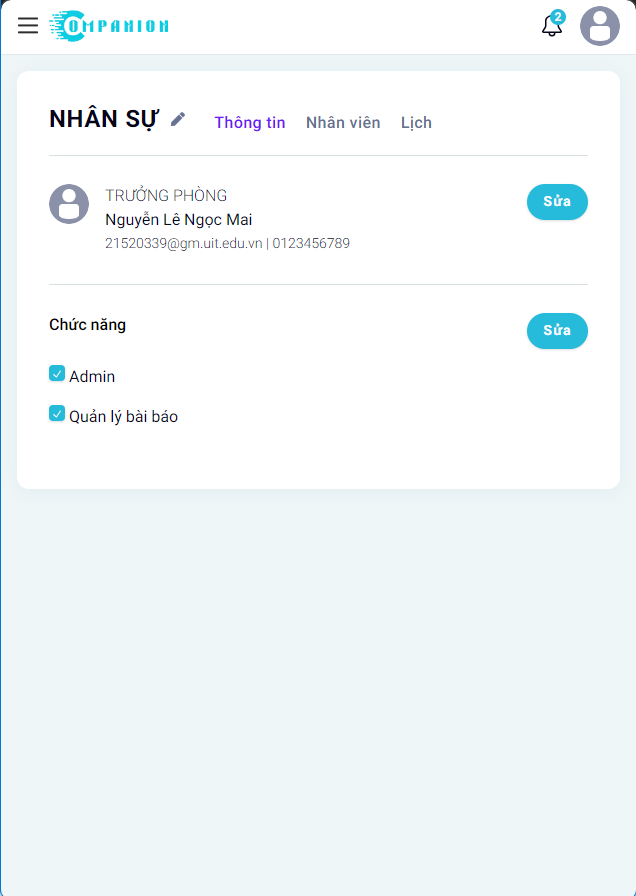 COMPANION
2
NHÂN SỰ Thông tin Nhân viên Lịch
TRƯỞNG PHÒNG
Nguyễn Lê Ngọc Mai
21520339@gm.uit.edu.vn | 0123456789
Sửa
Chức năng
Sửa
Admin
Quản lý bài báo